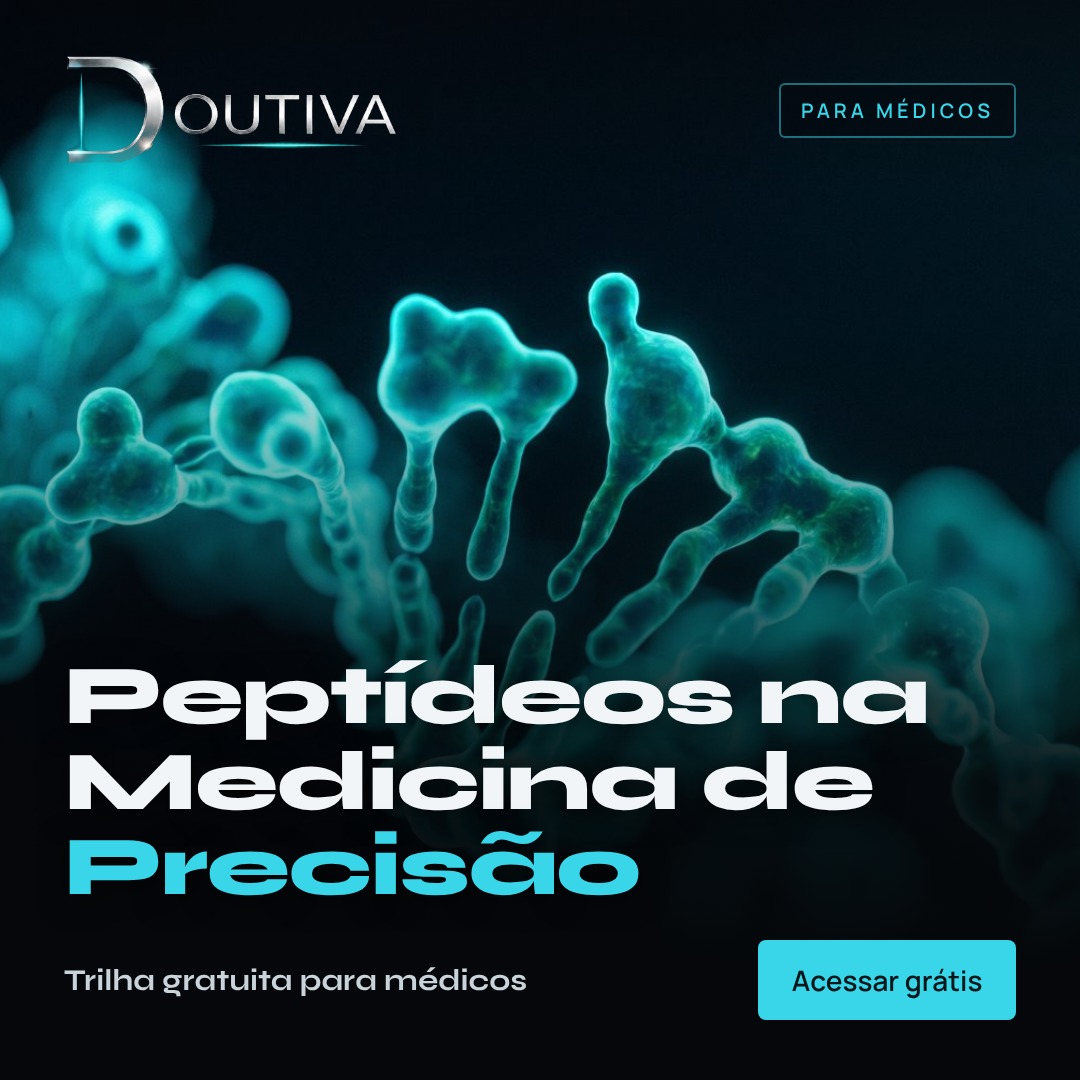 DOUTIVA
PARA MÉDICOS
Peptídeos na
Medicina de
Precisão
Trilha gratuita para médicos
Acessar grátis